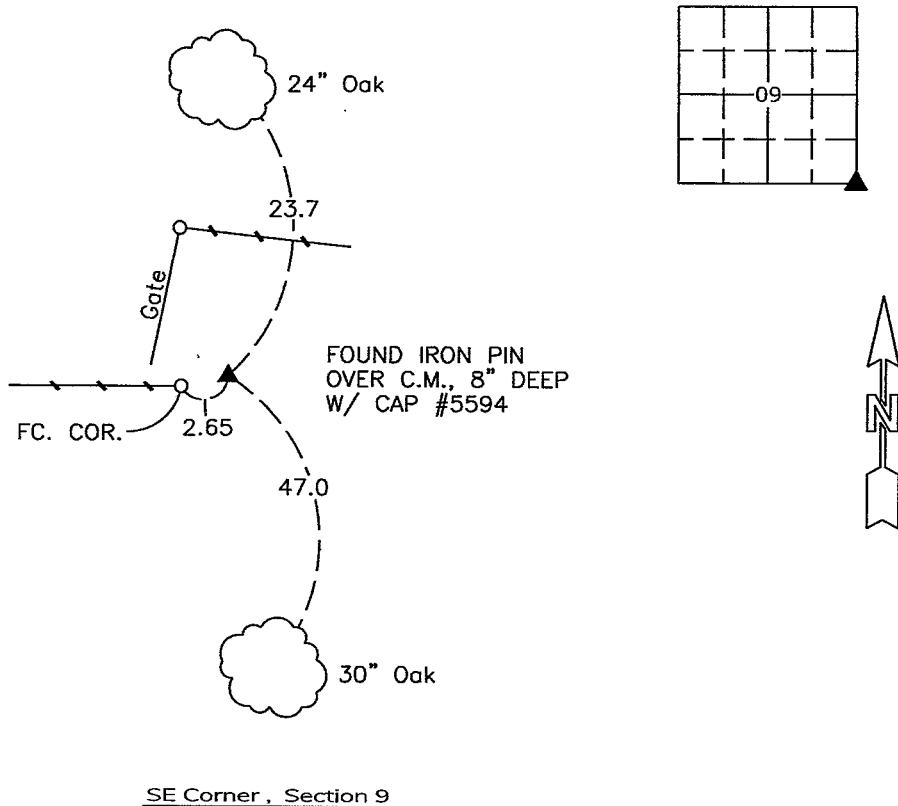 24" Oak
09
23.7
Gate
FOUND IRON PIN
OVER C.M., 8" DEEP
W/ CAP #5594
N
FC. COR.
2.65
47.0
30" Oak
SE Corner, Section 9